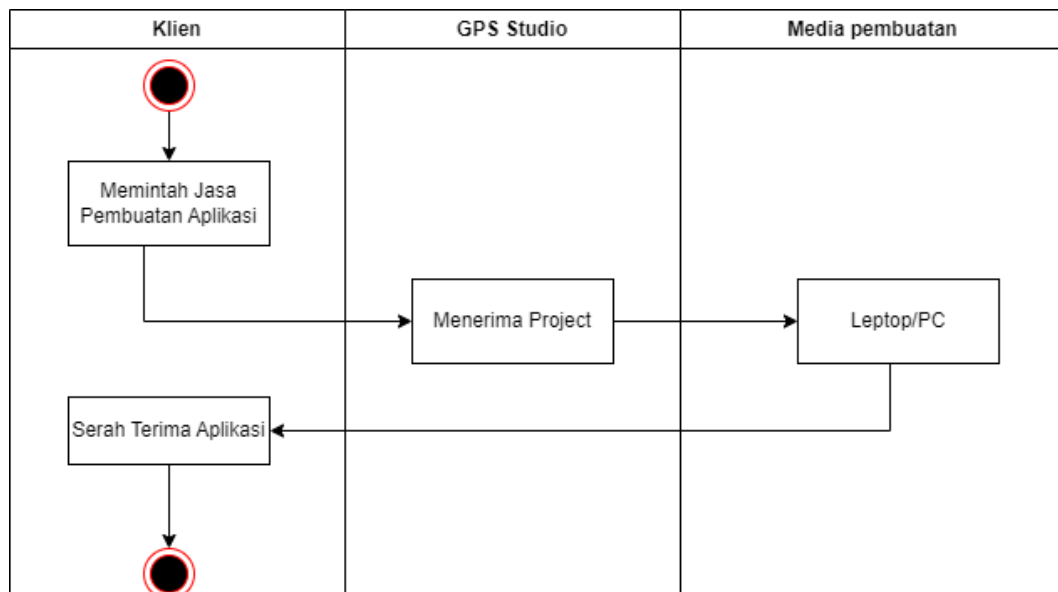 Klien
GPS Studio
Media pembuatan
Memintah Jasa
Pembuatan Aplikasi
Menerima Project
Leptop/PC
Serah Terima Aplikasi